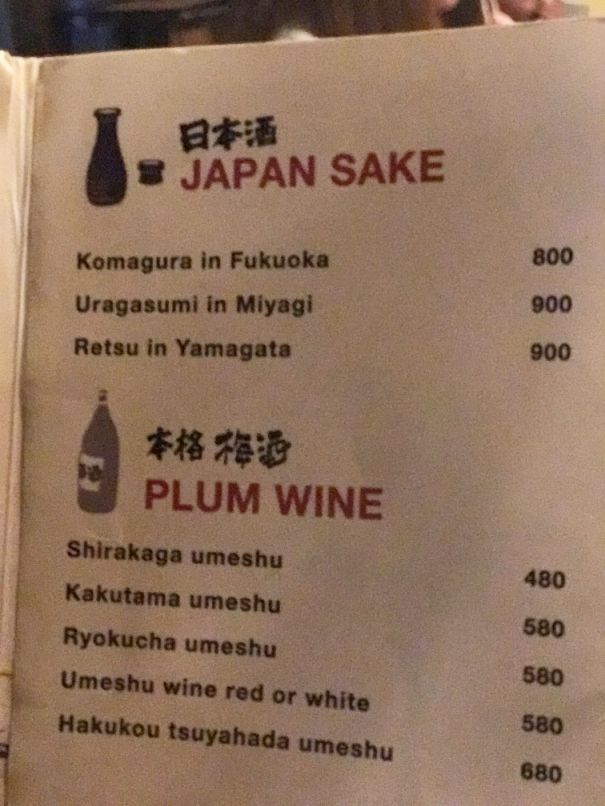 日本酒
JAPAN SAKE
Komagura in Fukuoka 800
Uragasumi in Miyagi 900
Retsu in Yamagata 900
本格 梅酒
PLUM WINE
Shirakaga umeshu 480
Kakutama umeshu 580
Ryokucha umeshu 580
Umeshu wine red or white 580
Hakukou tsuyahada umeshu 680